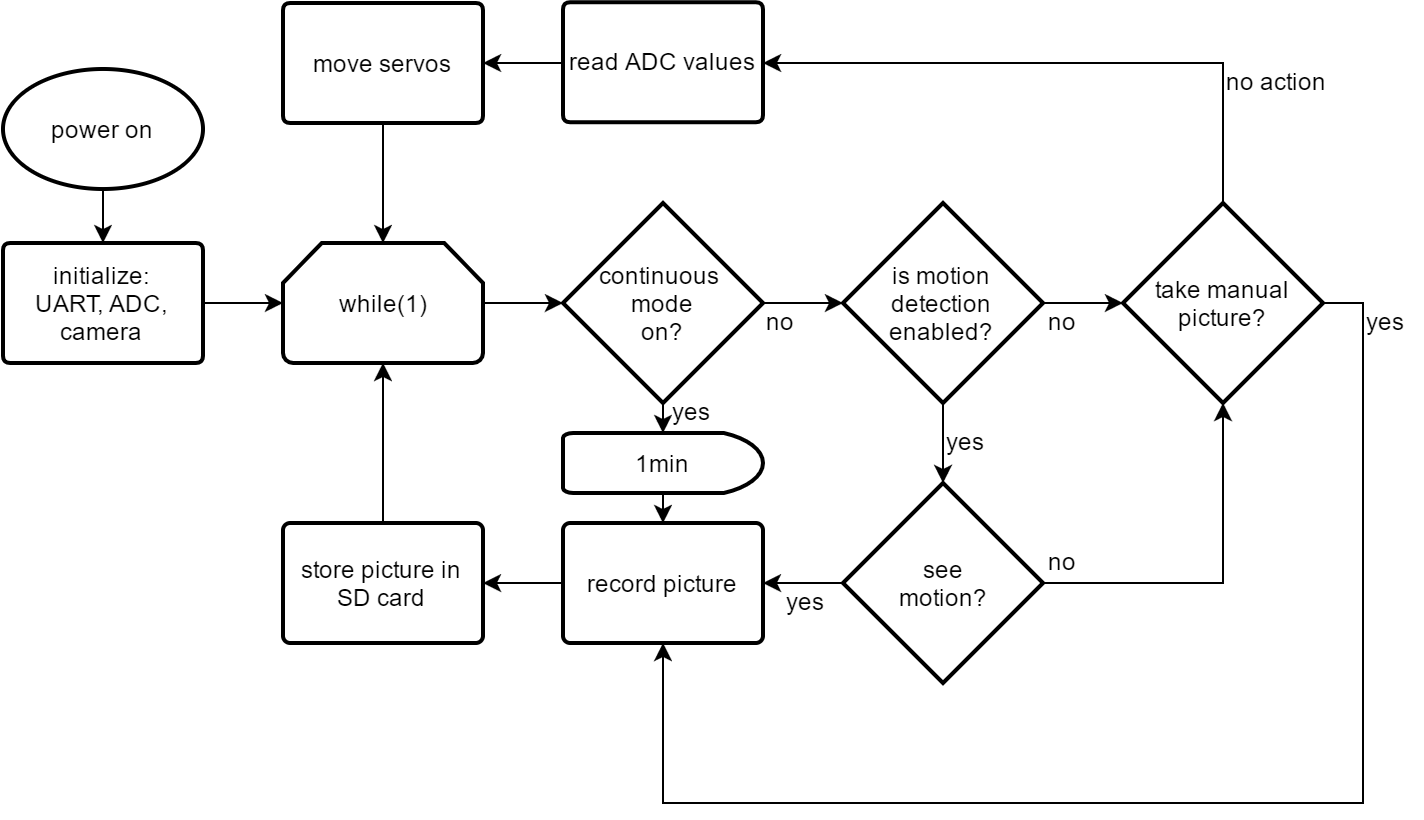 move servos
read ADC values
no action
power on
initialize:
UART, ADC,
camera
while(1)
continuous
mode
on?
no
yes
is motion
detection
enabled?
no
yes
take manual
picture?
yes
1min
store picture in
SD card
record picture
yes
see
motion?
no